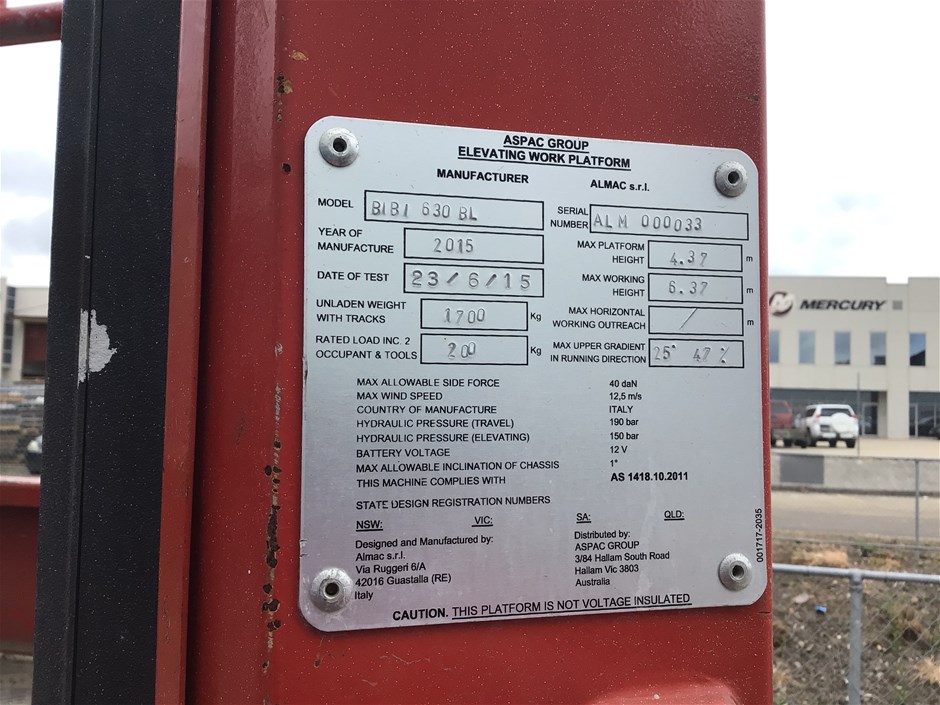 ASPAC GROUP
ELEVATING WORK PLATFORM
MANUFACTURER ALMAC s.r.l.
MODEL BIBI 630 BL
SERIAL NUMBER ALM 000033
YEAR OF MANUFACTURE 2015
MAX PLATFORM HEIGHT 4.37 m
DATE OF TEST 23/6/15
MAX WORKING HEIGHT 6.37 m
UNLADEN WEIGHT WITH TRACKS 1700 Kg
MAX HORIZONTAL WORKING OUTREACH / m
RATED LOAD INC. 2 OCCUPANT & TOOLS 200 Kg
MAX UPPER GRADIENT IN RUNNING DIRECTION 25° 47%
MAX ALLOWABLE SIDE FORCE 40 daN
MAX WIND SPEED 12,5 m/s
COUNTRY OF MANUFACTURE ITALY
HYDRAULIC PRESSURE (TRAVEL) 190 bar
HYDRAULIC PRESSURE (ELEVATING) 150 bar
BATTERY VOLTAGE 12 V
MAX ALLOWABLE INCLINATION OF CHASSIS 1°
THIS MACHINE COMPLIES WITH AS 1418.10.2011
STATE DESIGN REGISTRATION NUMBERS
NSW: VIC: SA: QLD:
Designed and Manufactured by:
Almac s.r.l.
Via Ruggeri 6/A
42016 Guastalla (RE)
Italy
Distributed by:
ASPAC GROUP
3/84 Hallam South Road
Hallam Vic 3803
Australia
CAUTION. THIS PLATFORM IS NOT VOLTAGE INSULATED
001717-2035
MERCURY